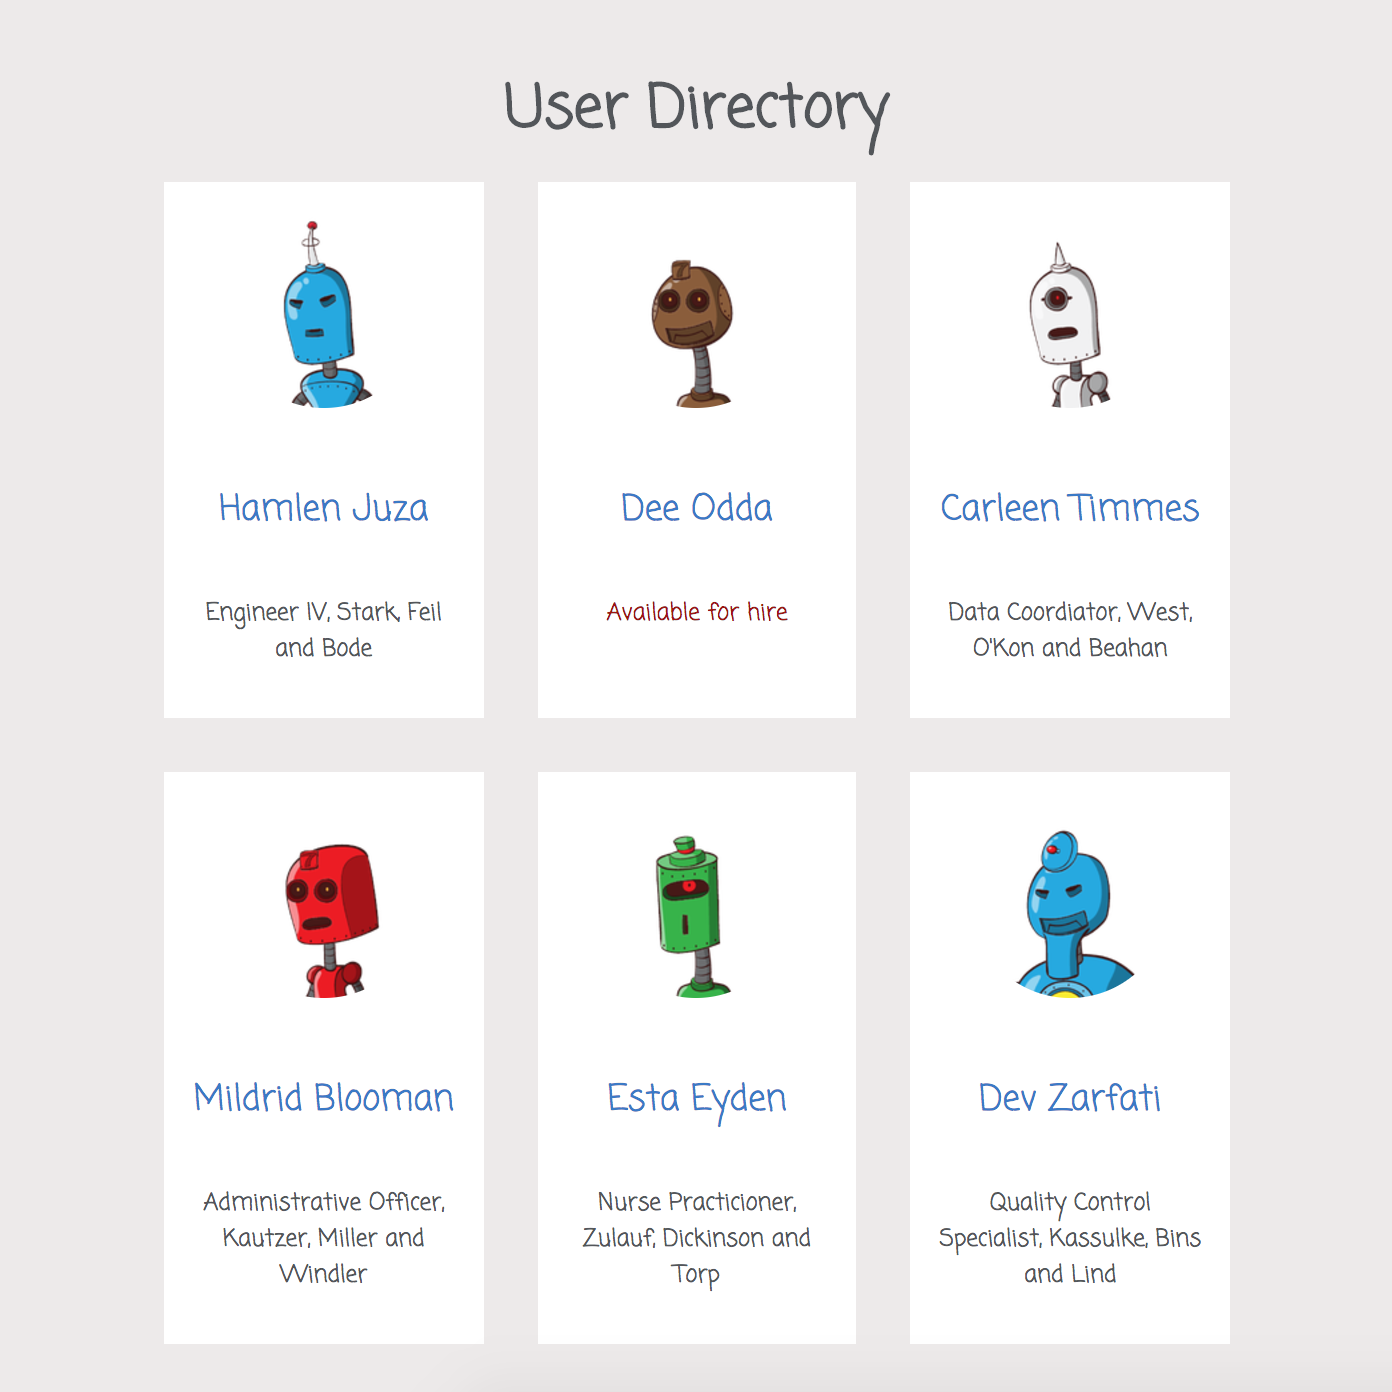 User Directory
Hamlen Juza
Engineer IV, Stark, Feil
and Bode
Dee Odda
Available for hire
Carleen Timmes
Data Coordiator, West,
O'Kon and Beahan
Mildrid Blooman
Administrative Officer,
Kautzer, Miller and
Windler
Esta Eyden
Nurse Practicioner,
Zulauf, Dickinson and
Torp
Dev Zarfati
Quality Control
Specialist, Kassulke, Bins
and Lind